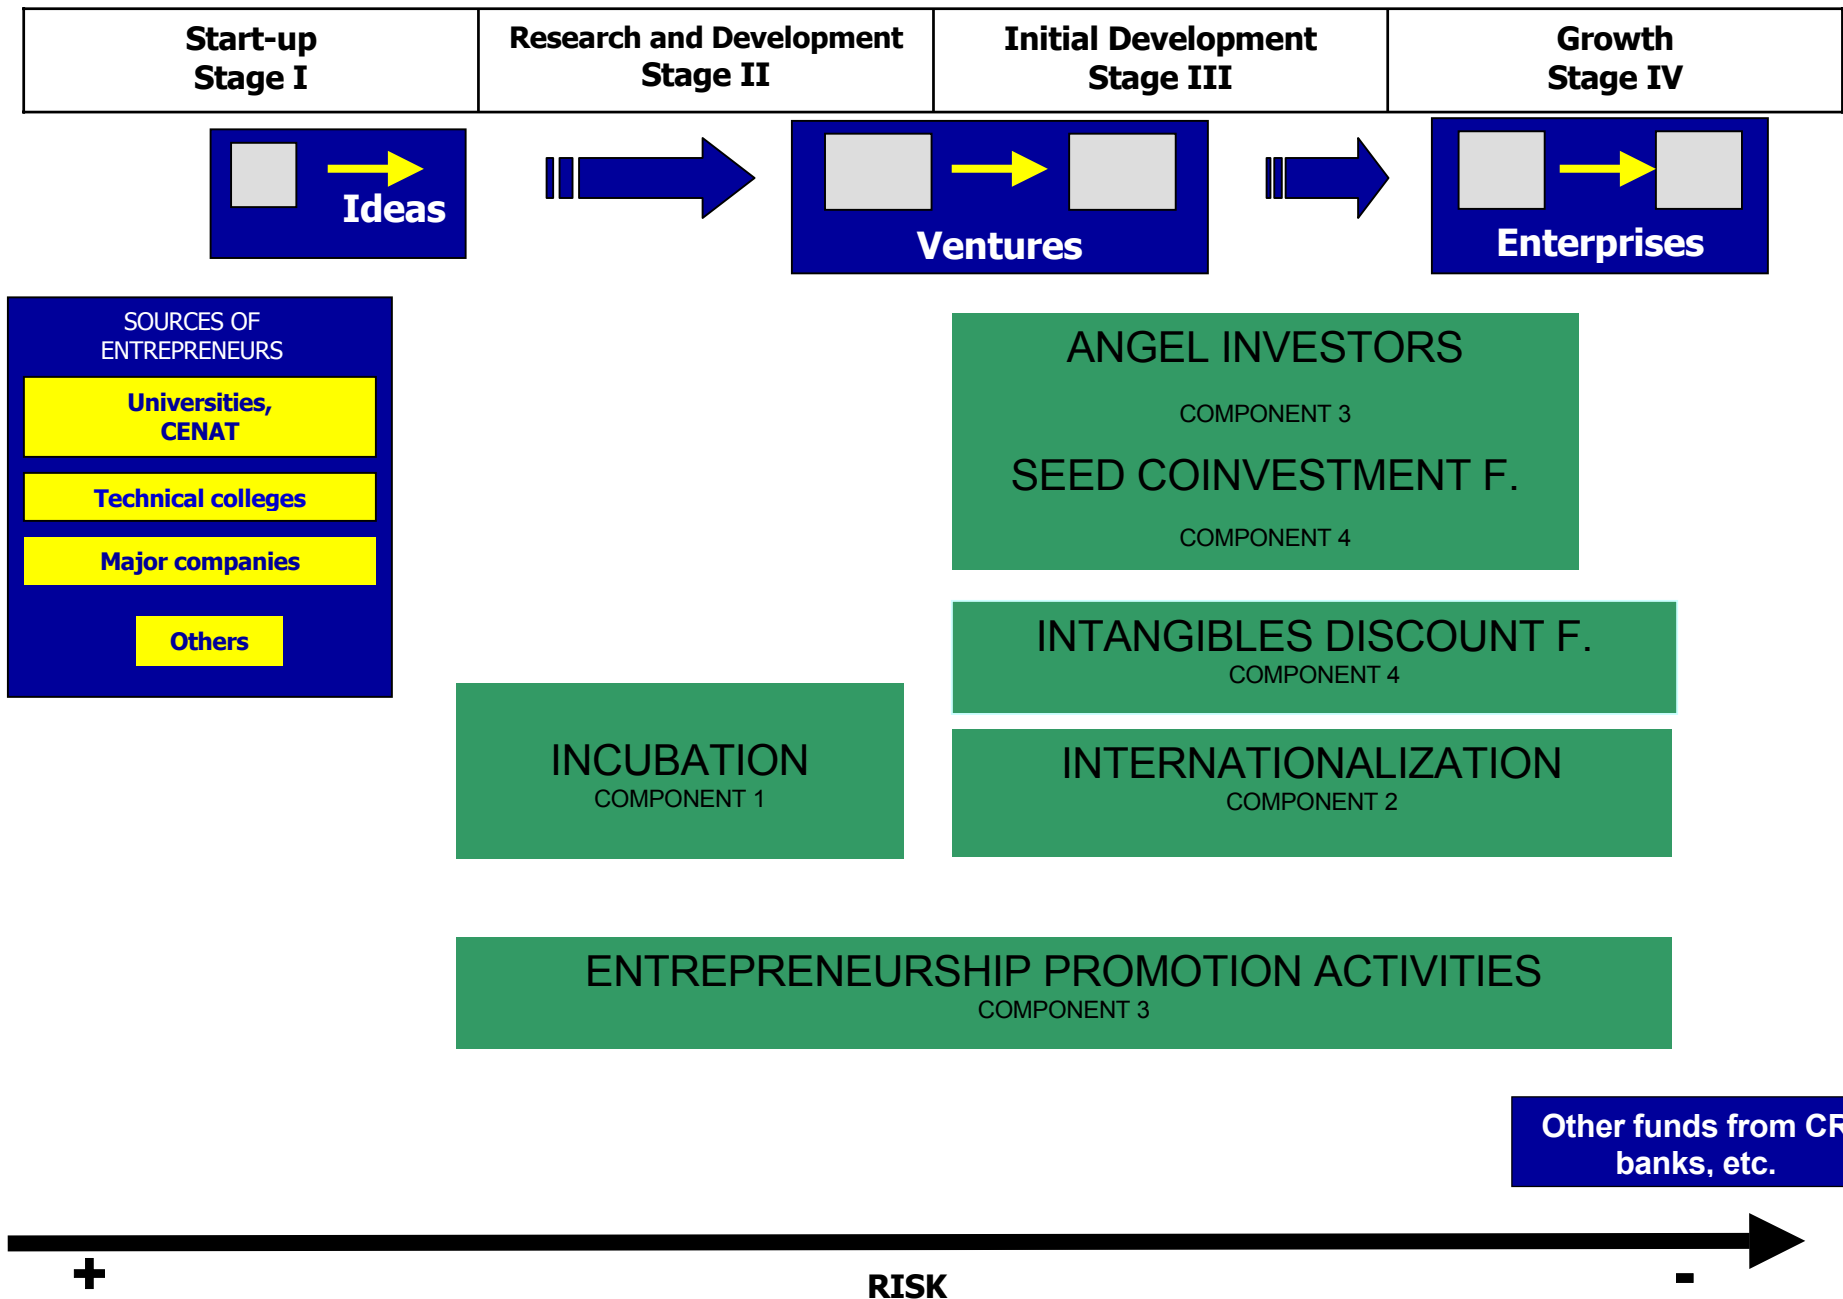 Start-up
Stage I
Research and Development
Stage II
Initial Development
Stage III
Growth
Stage IV
Ideas
Ventures
Enterprises
SOURCES OF
ENTREPRENEURS
Universities,
CENAT
Technical colleges
Major companies
Others
ANGEL INVESTORS
COMPONENT 3
SEED COINVESTMENT F.
COMPONENT 4
INTANGIBLES DISCOUNT F.
COMPONENT 4
INCUBATION
COMPONENT 1
INTERNATIONALIZATION
COMPONENT 2
ENTREPRENEURSHIP PROMOTION ACTIVITIES
COMPONENT 3
Other funds from CR
banks, etc.
+
RISK
-